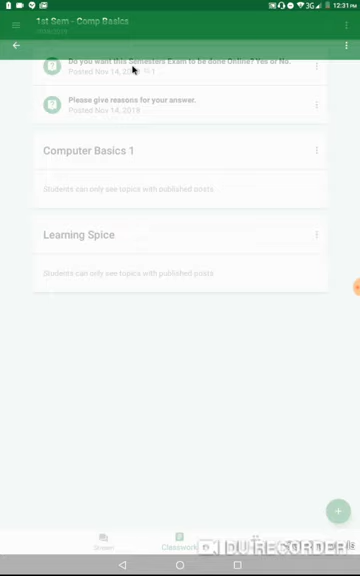 3G
12:31 PM
1st Sem - Comp Basics
Do you want this Semesters Exam to be done Online? Yes or No.
Posted Nov 14, 2019
1
Please give reasons for your answer.
Posted Nov 14, 2019
Computer Basics 1
Students can only see topics with published posts
Learning Spice
Students can only see topics with published posts
Stream
Classwork
DU RECORDER